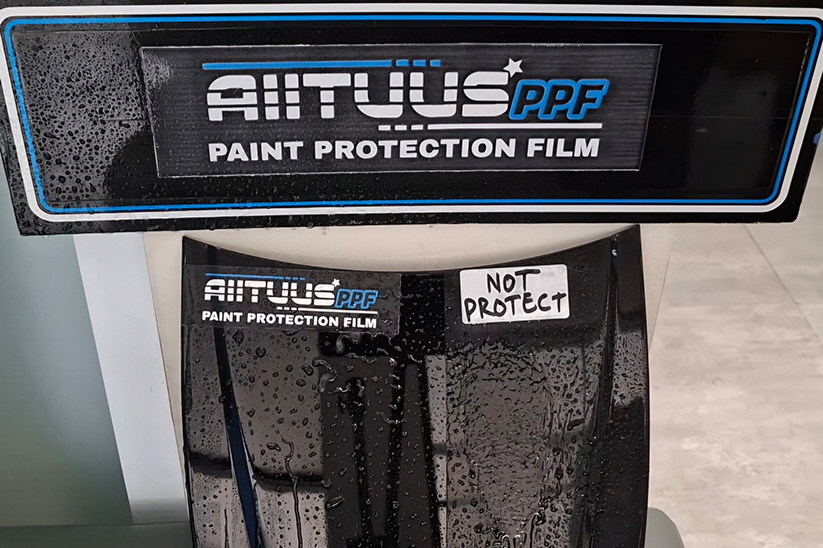 AIITUUS PPF
PAINT PROTECTION FILM
AIITUUS PPF
PAINT PROTECTION FILM
NOT
PROTECT